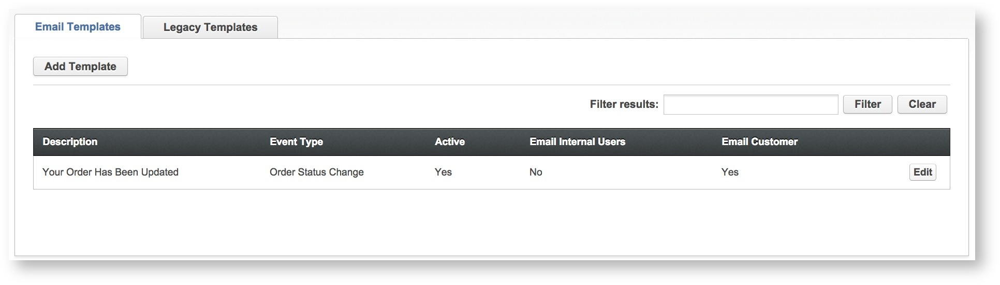 Email Templates Legacy Templates
Add Template
Filter results: Filter Clear
Description Event Type Active Email Internal Users Email Customer
Your Order Has Been Updated Order Status Change Yes No Yes Edit